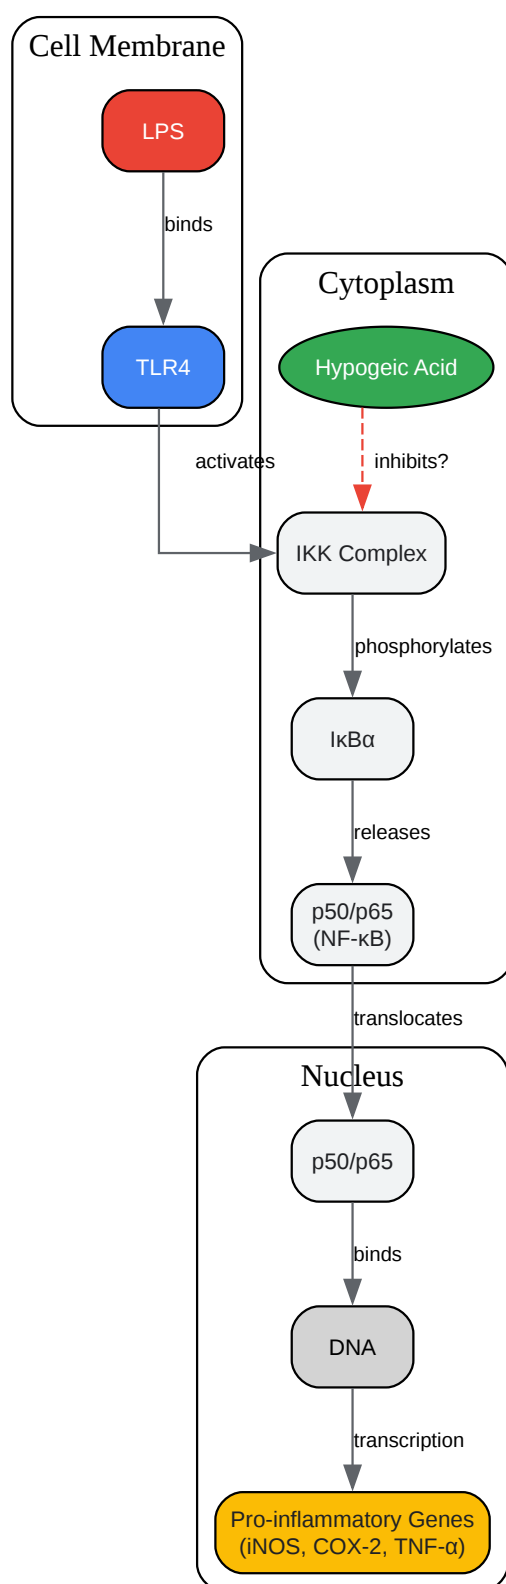 Cell Membrane
LPS
binds
TLR4
activates
Cytoplasm
Hypogeic Acid
inhibits?
IKK Complex
phosphorylates
IκBα
releases
p50/p65
(NF-κB)
translocates
Nucleus
p50/p65
binds
DNA
transcription
Pro-inflammatory Genes
(iNOS, COX-2, TNF-α)